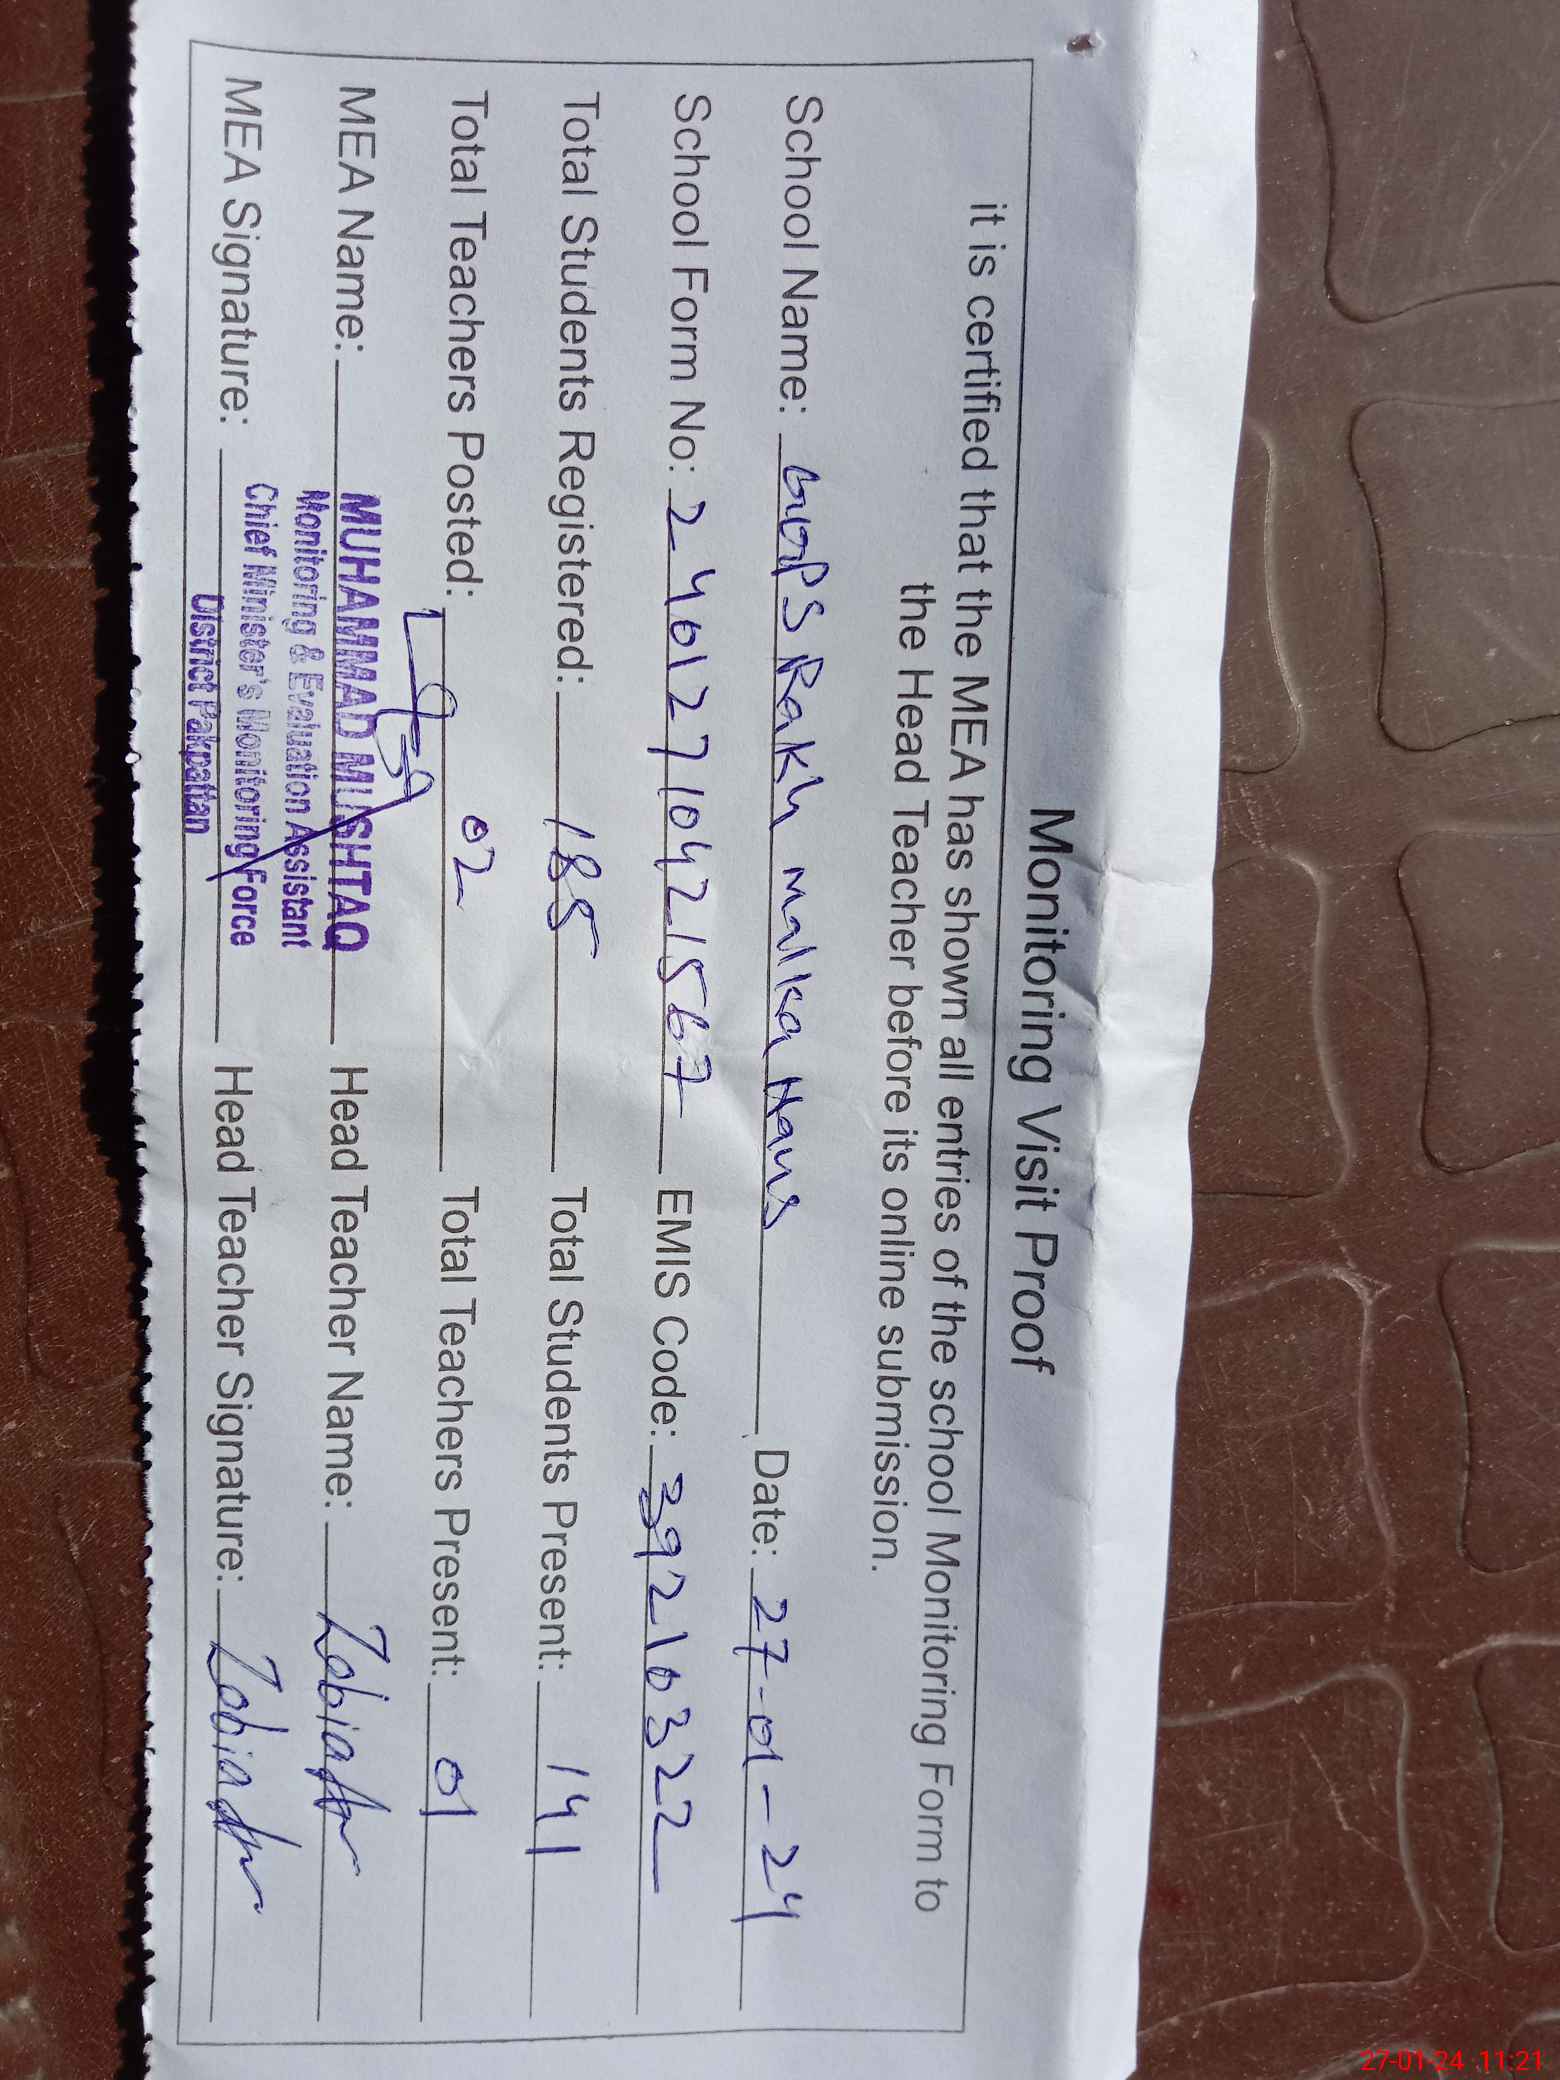 Monitoring Visit Proof
it is certified that the MEA has shown all entries of the school Monitoring Form to
the Head Teacher before its online submission.
School Name: GGPS Rakh Malka Hans Date: 27-01-24
School Form No: 24012710421567 EMIS Code: 39210322
Total Students Registered: 185 Total Students Present: 141
Total Teachers Posted: 02 Total Teachers Present: 01
MEA Name: MUHAMMAD MUSHTAQ Head Teacher Name:
Monitoring & Evaluation Assistant
MEA Signature: Chief Minister's Monitoring Force Head Teacher Signature:
District Pakpattan
27-01-24 11:21